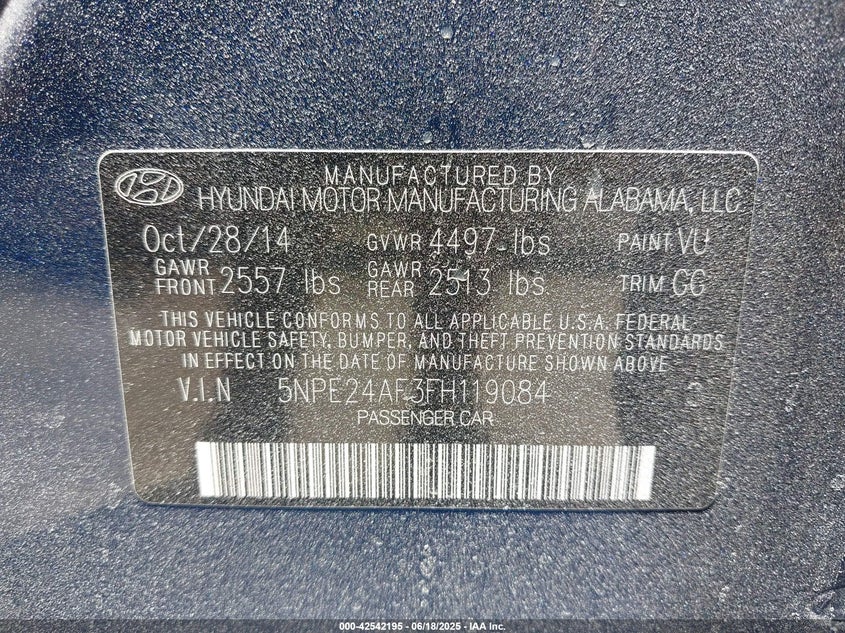 MANUFACTURED BY
HYUNDAI MOTOR MANUFACTURING ALABAMA, LLC
Oct/28/14 GVWR 4497 lbs PAINT VU
GAWR FRONT 2557 lbs GAWR REAR 2513 lbs TRIM GG
THIS VEHICLE CONFORMS TO ALL APPLICABLE U.S.A. FEDERAL
MOTOR VEHICLE SAFETY, BUMPER, AND THEFT PREVENTION STANDARDS
IN EFFECT ON THE DATE OF MANUFACTURE SHOWN ABOVE
V.I.N 5NPE24AF3FH119084
PASSENGER CAR
000-42542195 - 06/18/2025 - IAA Inc.